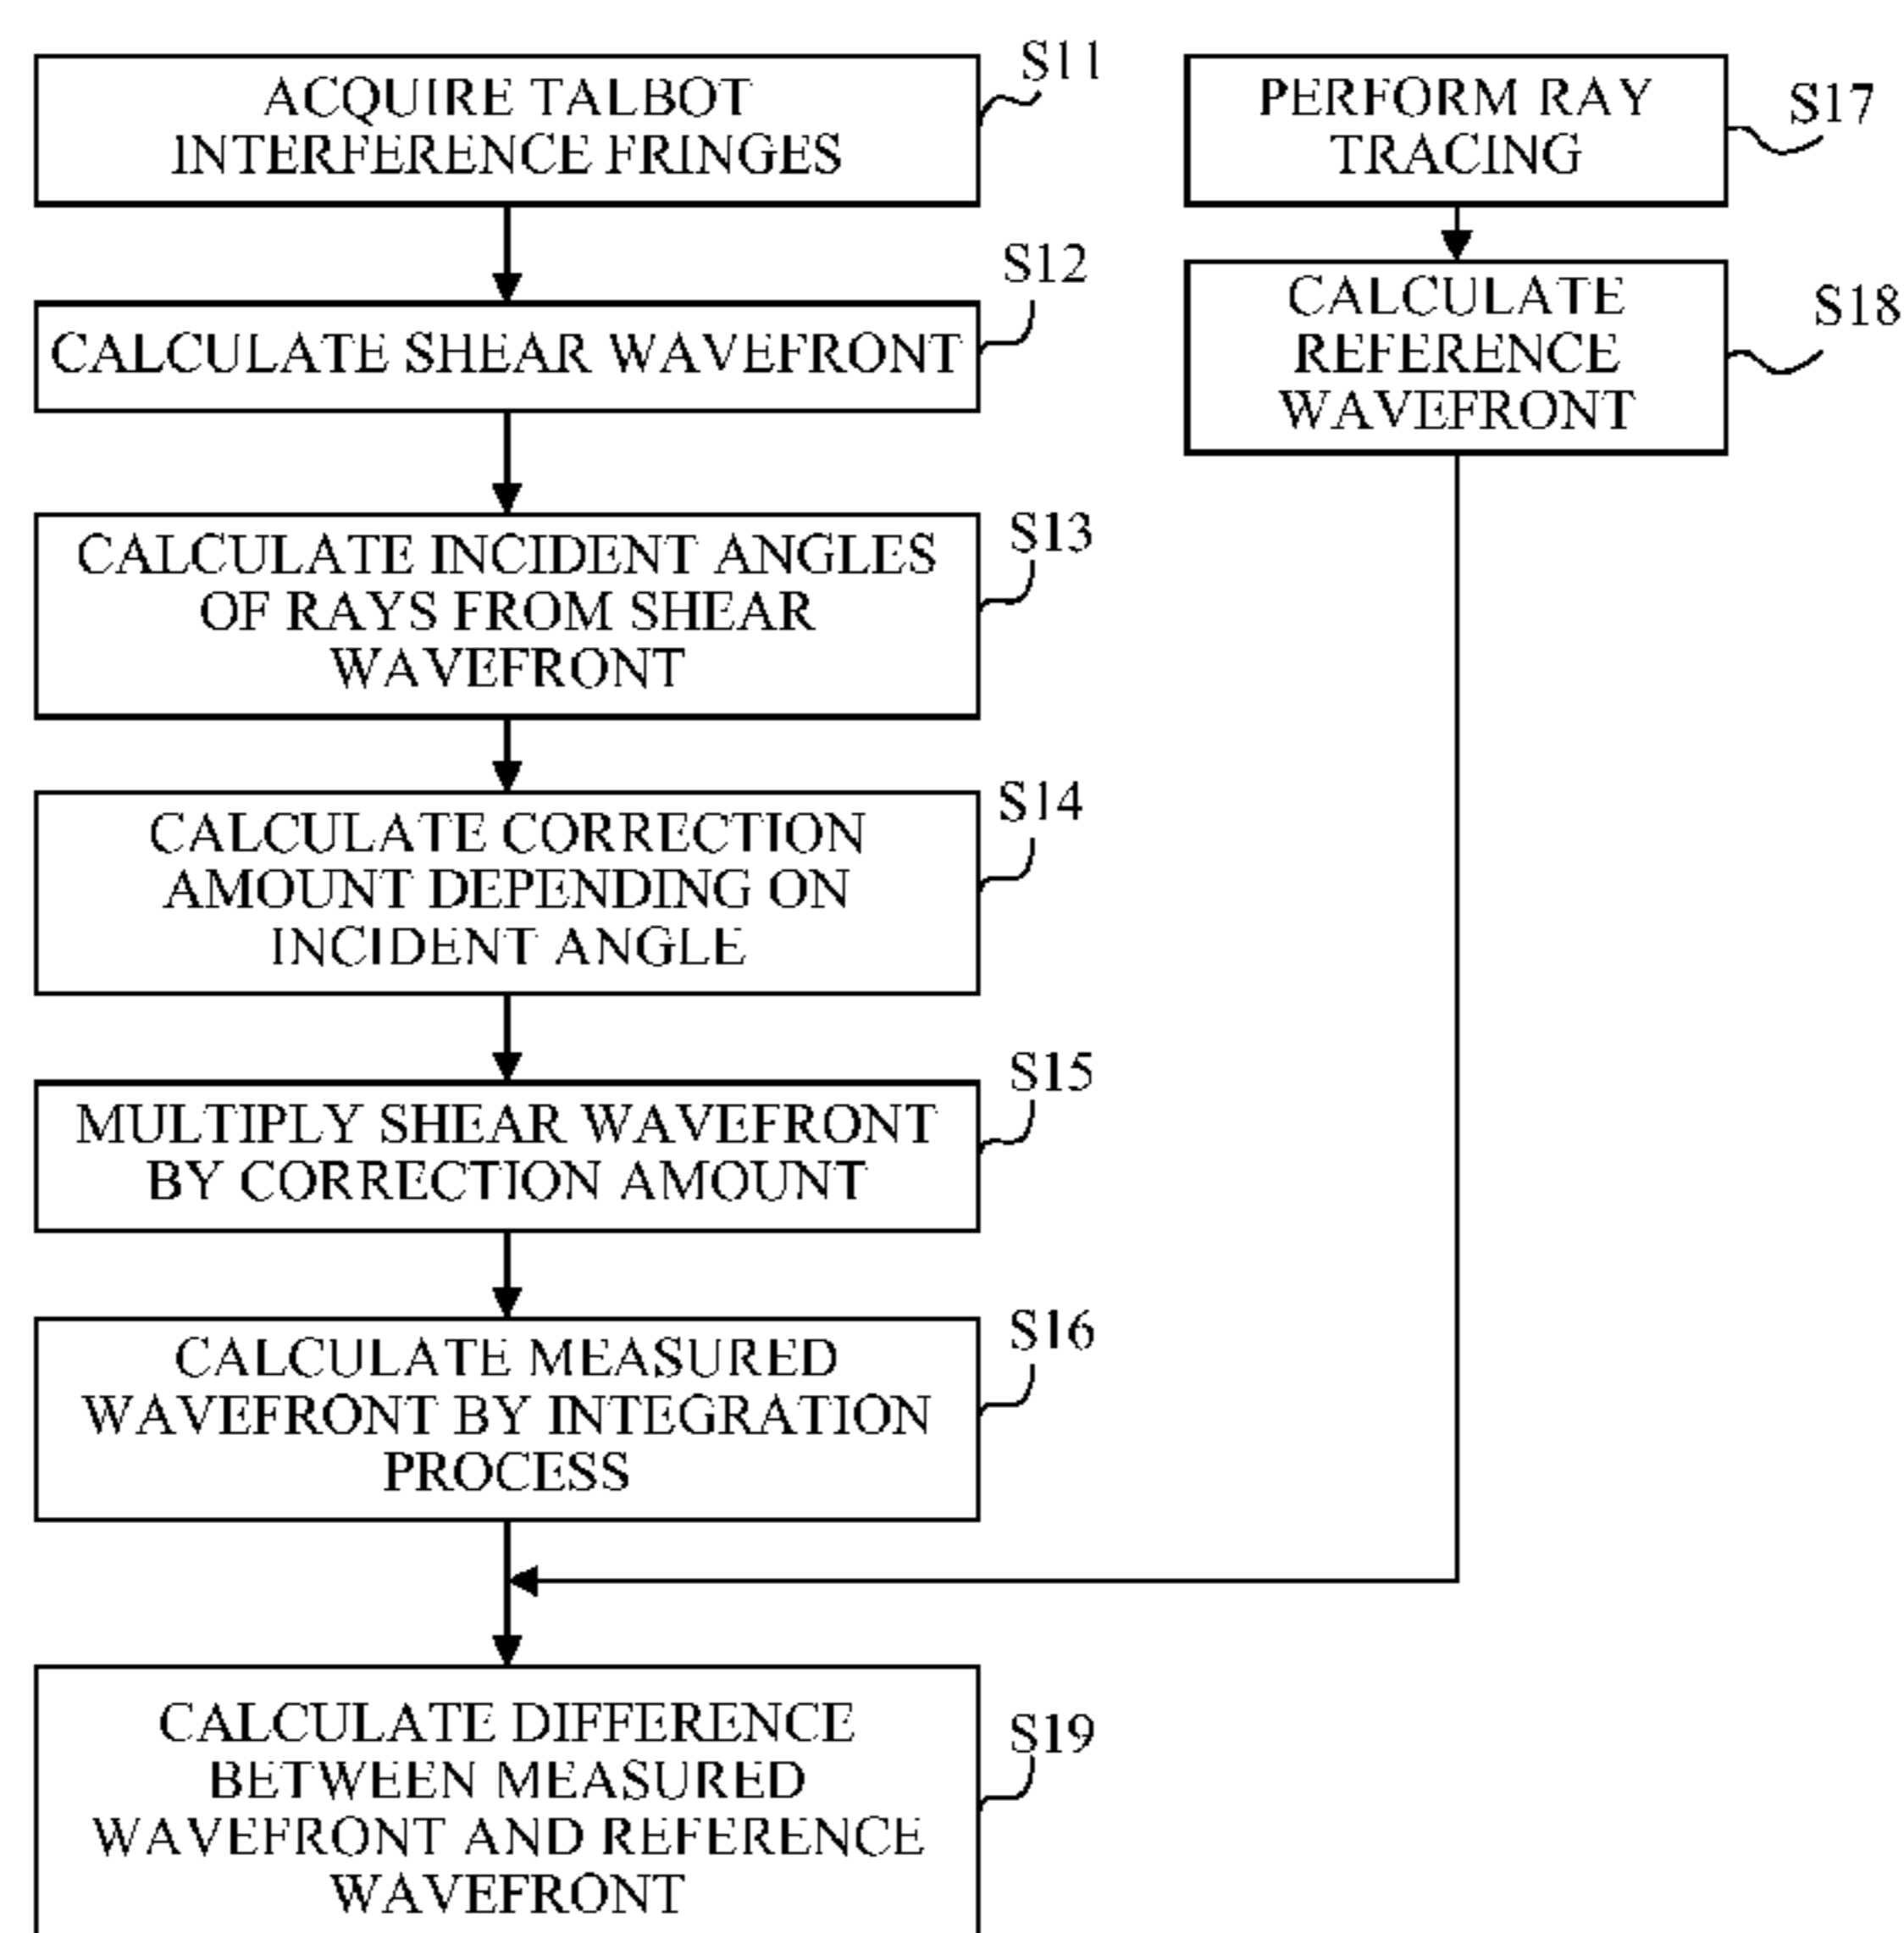 ACQUIRE TALBOT
INTERFERENCE FRINGES
S11
CALCULATE SHEAR WAVEFRONT
S12
CALCULATE INCIDENT ANGLES
OF RAYS FROM SHEAR
WAVEFRONT
S13
CALCULATE CORRECTION
AMOUNT DEPENDING ON
INCIDENT ANGLE
S14
MULTIPLY SHEAR WAVEFRONT
BY CORRECTION AMOUNT
S15
CALCULATE MEASURED
WAVEFRONT BY INTEGRATION
PROCESS
S16
PERFORM RAY
TRACING
S17
CALCULATE
REFERENCE
WAVEFRONT
S18
CALCULATE DIFFERENCE
BETWEEN MEASURED
WAVEFRONT AND REFERENCE
WAVEFRONT
S19